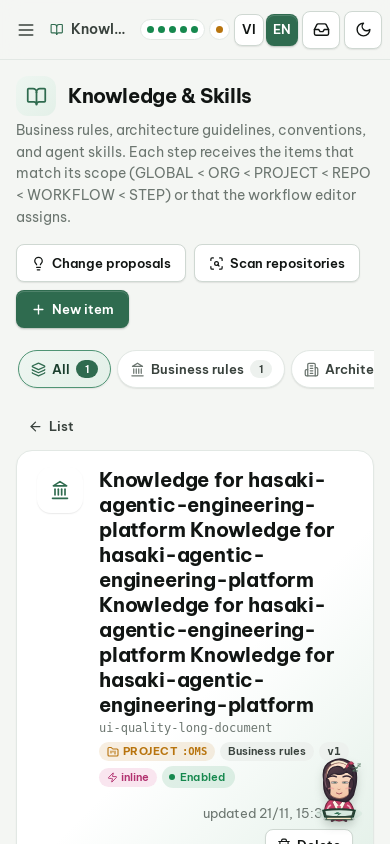 Knowl...
VI
EN
Knowledge & Skills
Business rules, architecture guidelines, conventions,
and agent skills. Each step receives the items that
match its scope (GLOBAL < ORG < PROJECT < REPO
< WORKFLOW < STEP) or that the workflow editor
assigns.
Change proposals
Scan repositories
New item
All 1
Business rules 1
Archite
List
Knowledge for hasaki-
agentic-engineering-
platform Knowledge for
hasaki-agentic-
engineering-platform
Knowledge for hasaki-
agentic-engineering-
platform Knowledge for
hasaki-agentic-
engineering-platform
ui-quality-long-document
PROJECT :OMS
Business rules
v1
inline
Enabled
updated 21/11, 15:3
Delete